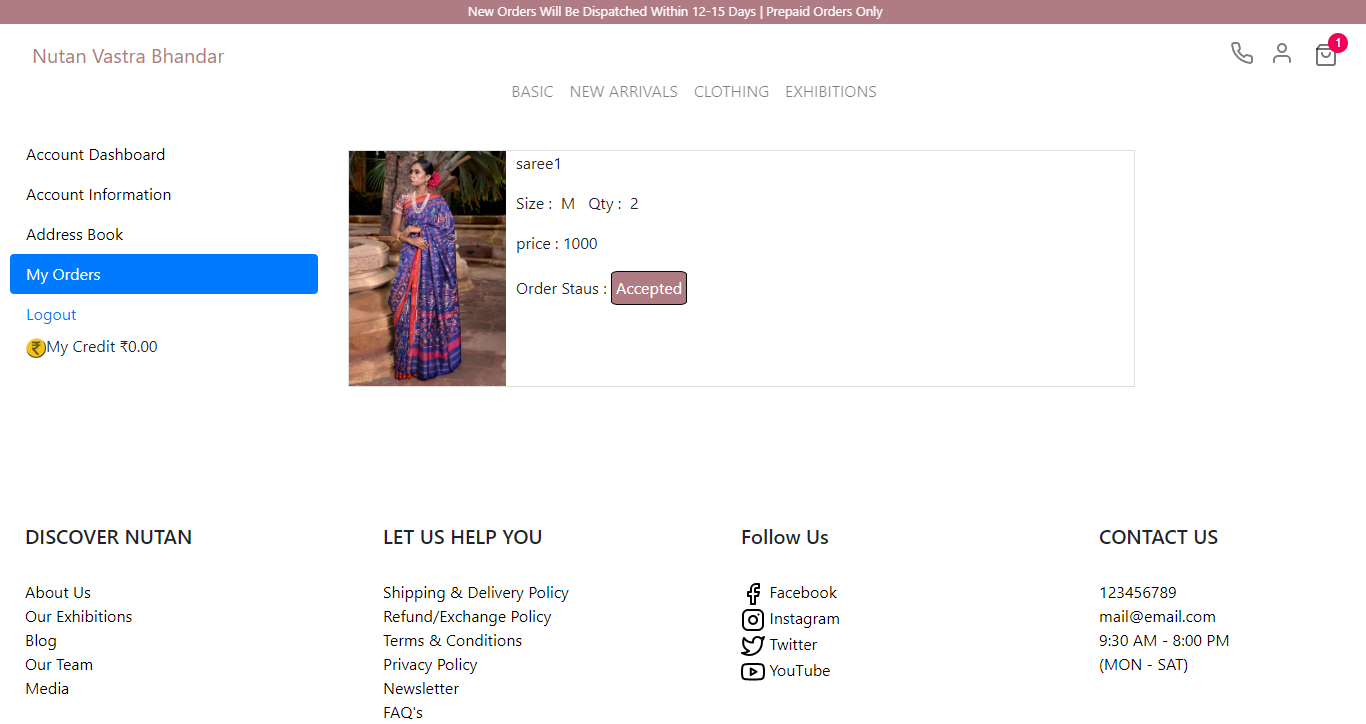 New Orders Will Be Dispatched Within 12-15 Days | Prepaid Orders Only
Nutan Vastra Bhandar
1
BASIC NEW ARRIVALS CLOTHING EXHIBITIONS
Account Dashboard
Account Information
Address Book
My Orders
Logout
My Credit ₹0.00
saree1
Size : M Qty : 2
price : 1000
Order Staus : Accepted
DISCOVER NUTAN
About Us
Our Exhibitions
Blog
Our Team
Media
LET US HELP YOU
Shipping & Delivery Policy
Refund/Exchange Policy
Terms & Conditions
Privacy Policy
Newsletter
FAQ's
Follow Us
Facebook
Instagram
Twitter
YouTube
CONTACT US
123456789
mail@email.com
9:30 AM - 8:00 PM
(MON - SAT)